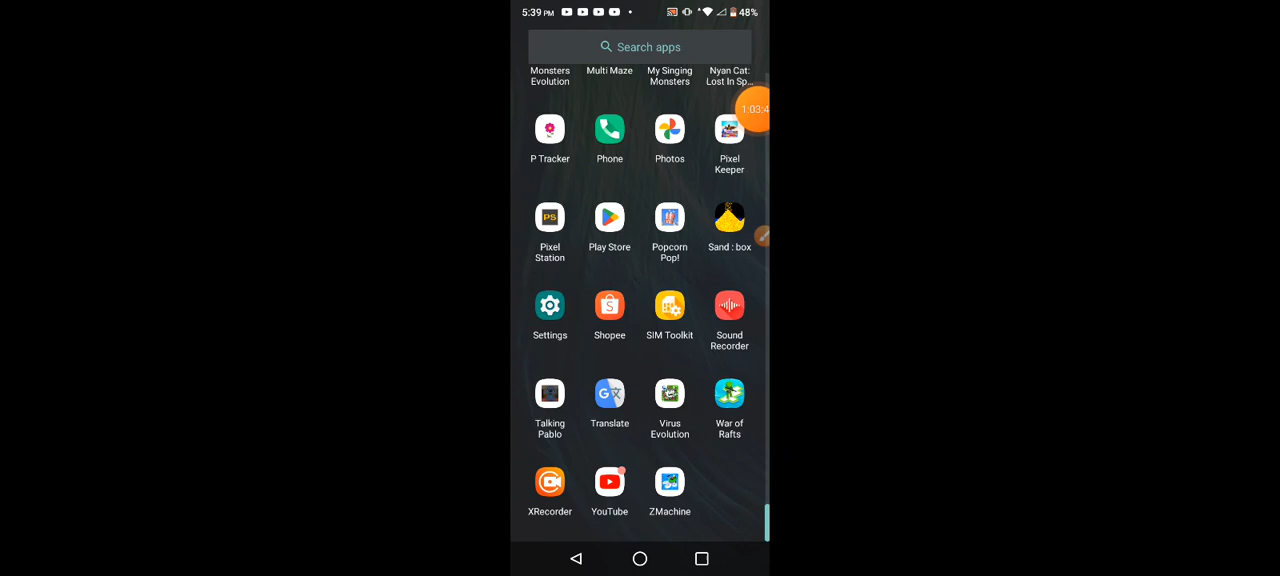 5:39 PM
48%
Search apps
Monsters Evolution
Multi Maze
My Singing Monsters
Nyan Cat: Lost In Sp...
1:03:4
P Tracker
Phone
Photos
Pixel Keeper
PS
Pixel Station
Play Store
Popcorn Pop!
Sand : box
Settings
Shopee
SIM Toolkit
Sound Recorder
Talking Pablo
Translate
Virus Evolution
War of Rafts
XRecorder
YouTube
ZMachine